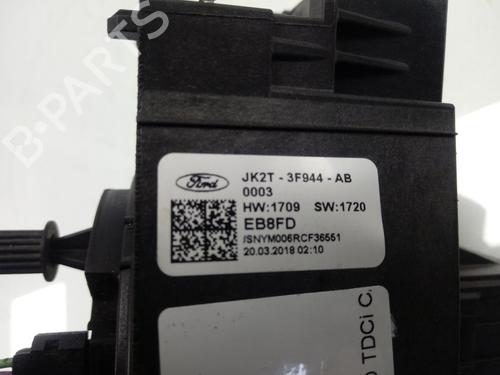 B-PARTS
Ford
JK2T - 3F944 - AB
0003
HW:1709 SW:1720
EB8FD
/SNYM006RCF36551
20.03.2018 02:10
TDCi